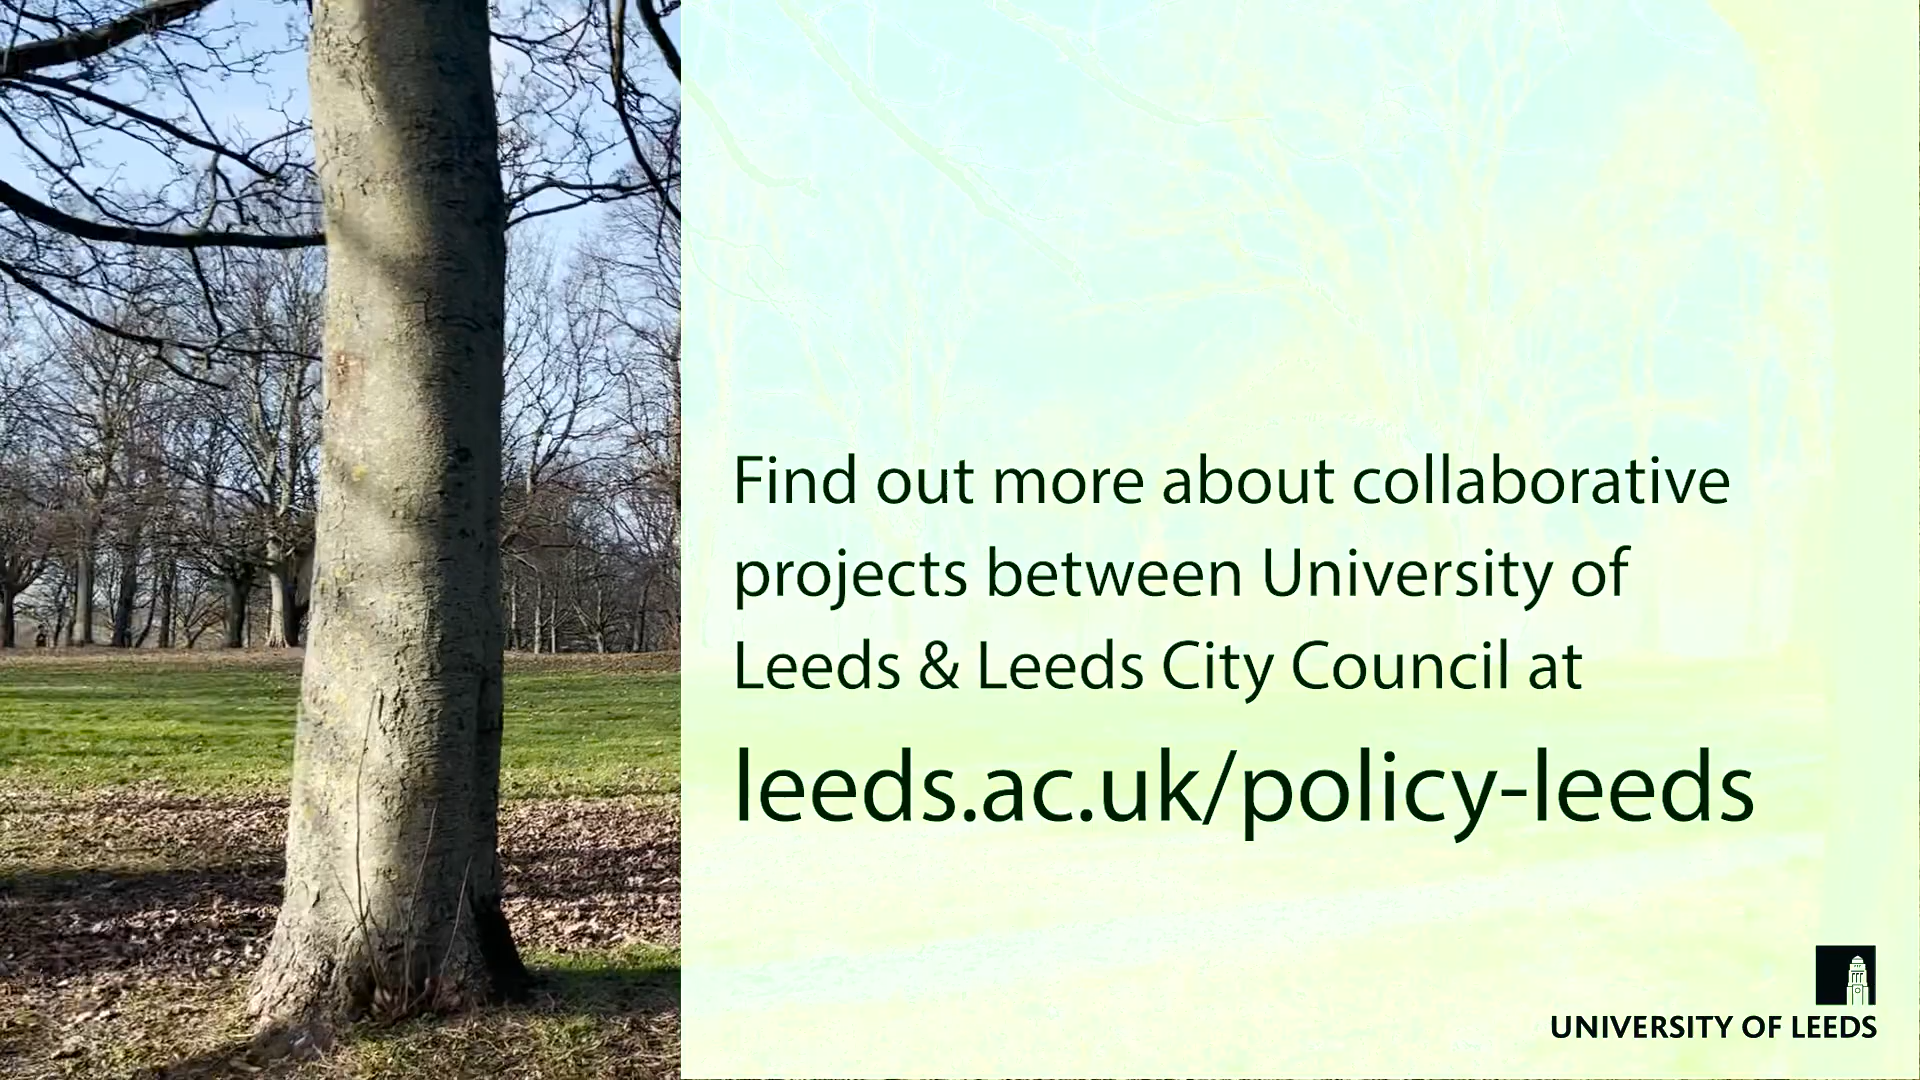 Find out more about collaborative
projects between University of
Leeds & Leeds City Council at
leeds.ac.uk/policy-leeds
UNIVERSITY OF LEEDS